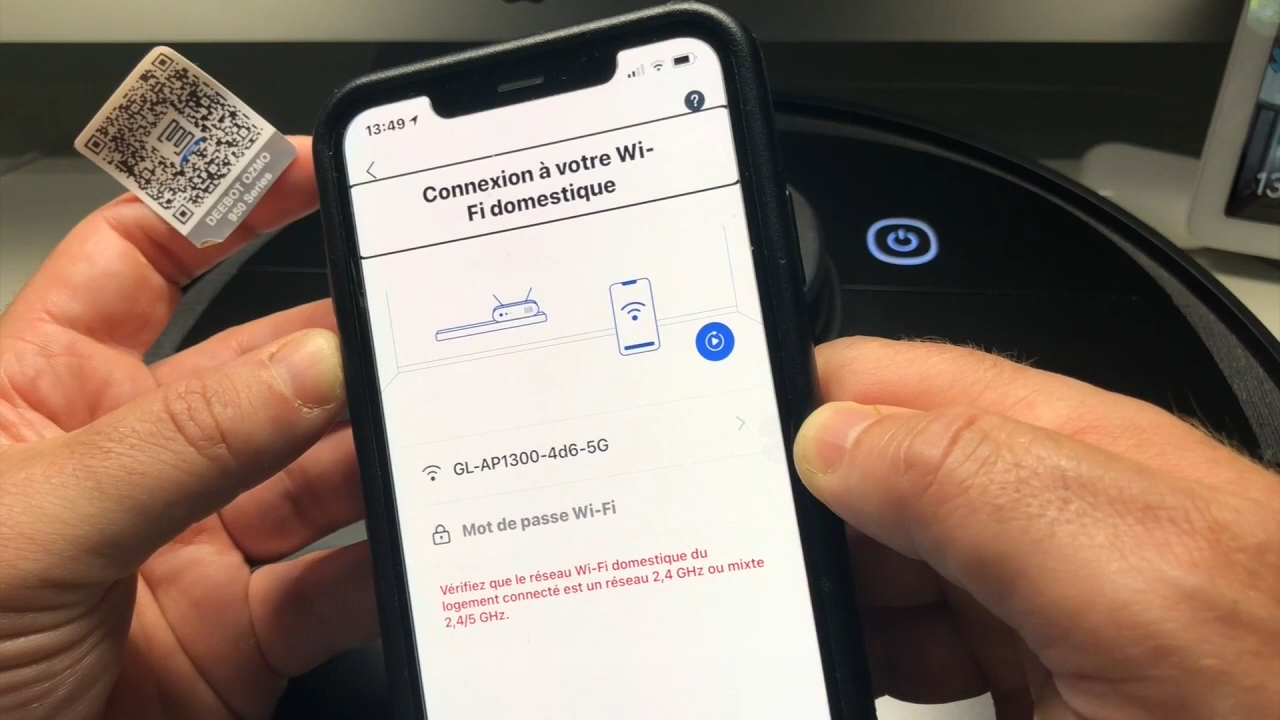 DEEBOT OZMO
950 Series
13:49
?
Connexion à votre Wi-
Fi domestique
GL-AP1300-4d6-5G
Mot de passe Wi-Fi
Vérifiez que le réseau Wi-Fi domestique du
logement connecté est un réseau 2,4 GHz ou mixte
2,4/5 GHz.
13